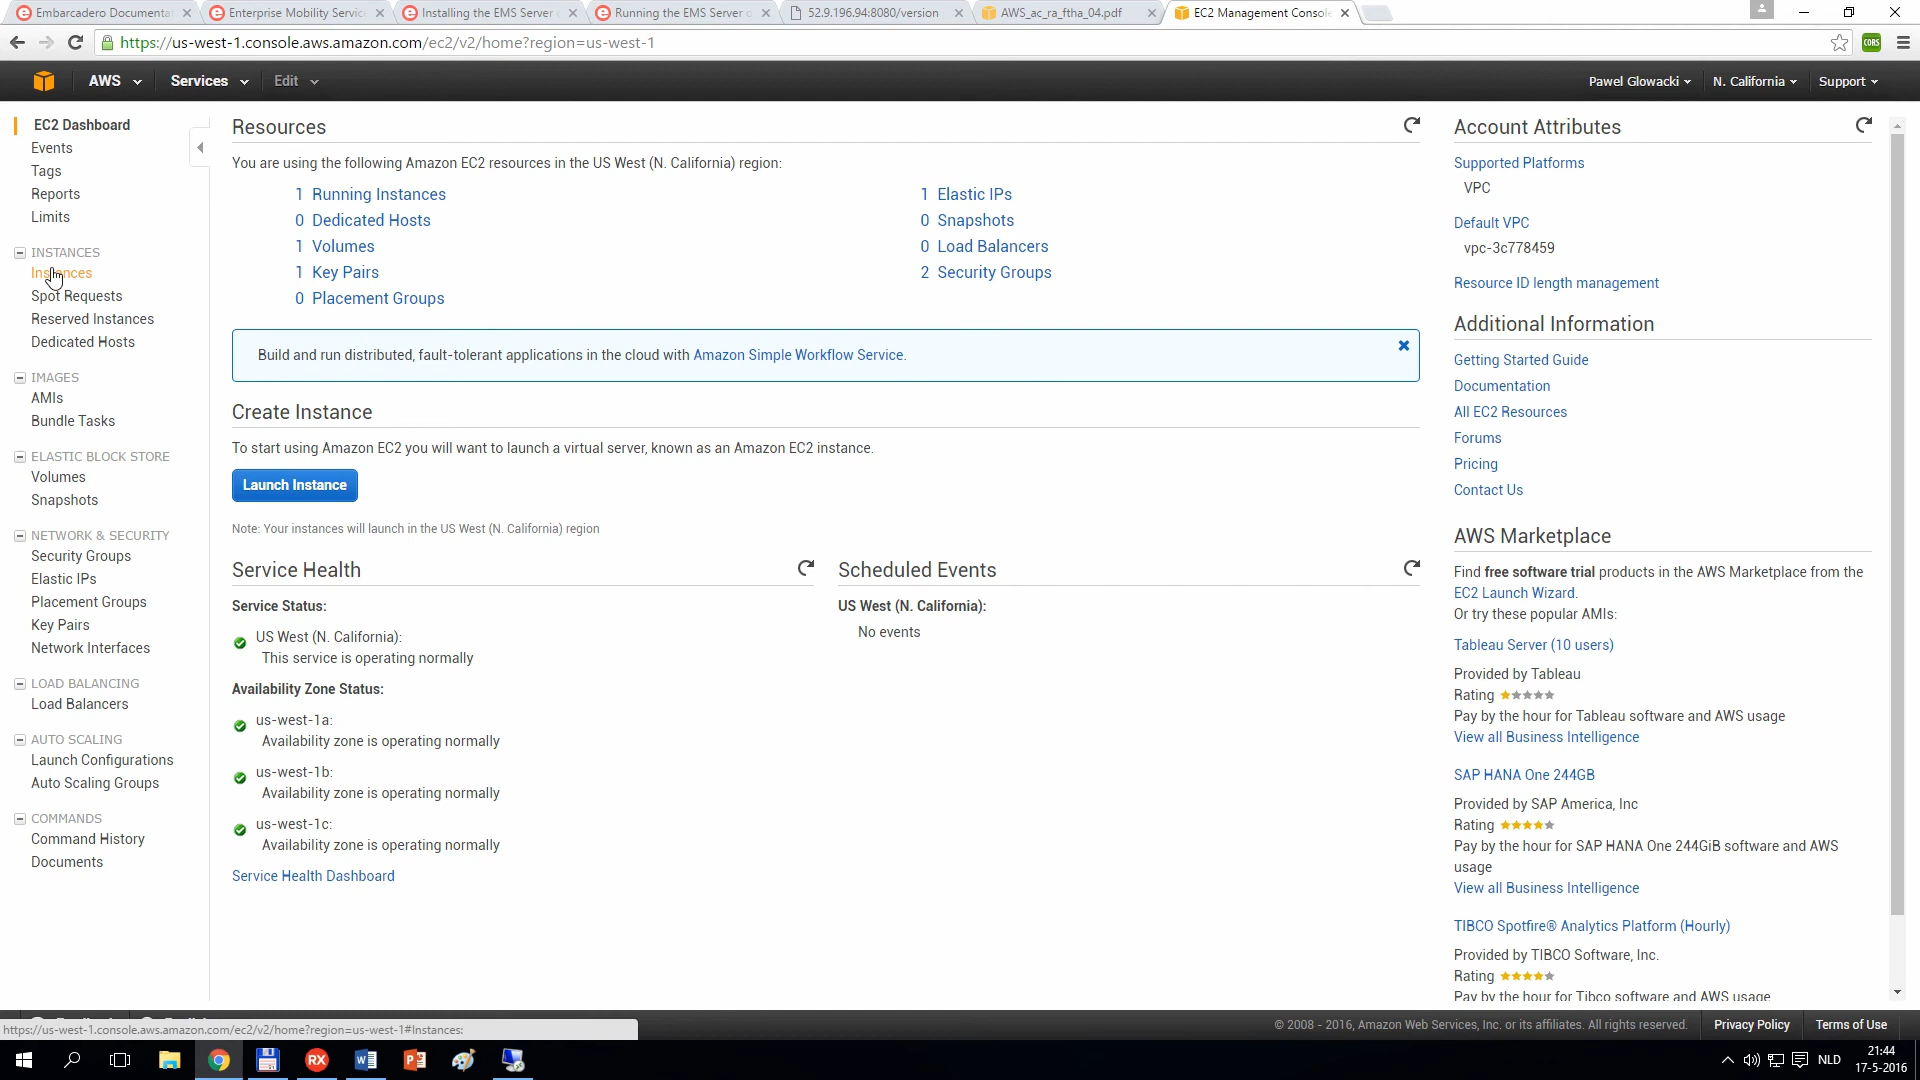 Embarcadero Documentat
Enterprise Mobility Service
Installing the EMS Server o
Running the EMS Server o
52.9.196.94:8080/version
AWS_ac_ra_ftha_04.pdf
EC2 Management Console
https://us-west-1.console.aws.amazon.com/ec2/v2/home?region=us-west-1
CORS
AWS
Services
Edit
Pawel Glowacki
N. California
Support
EC2 Dashboard
Events
Tags
Reports
Limits
INSTANCES
Instances
Spot Requests
Reserved Instances
Dedicated Hosts
IMAGES
AMIs
Bundle Tasks
ELASTIC BLOCK STORE
Volumes
Snapshots
NETWORK & SECURITY
Security Groups
Elastic IPs
Placement Groups
Key Pairs
Network Interfaces
LOAD BALANCING
Load Balancers
AUTO SCALING
Launch Configurations
Auto Scaling Groups
COMMANDS
Command History
Documents
Resources
You are using the following Amazon EC2 resources in the US West (N. California) region:
1 Running Instances
0 Dedicated Hosts
1 Volumes
1 Key Pairs
0 Placement Groups
1 Elastic IPs
0 Snapshots
0 Load Balancers
2 Security Groups
Build and run distributed, fault-tolerant applications in the cloud with Amazon Simple Workflow Service.
Create Instance
To start using Amazon EC2 you will want to launch a virtual server, known as an Amazon EC2 instance.
Launch Instance
Note: Your instances will launch in the US West (N. California) region
Service Health
Service Status:
US West (N. California):
This service is operating normally
Availability Zone Status:
us-west-1a:
Availability zone is operating normally
us-west-1b:
Availability zone is operating normally
us-west-1c:
Availability zone is operating normally
Service Health Dashboard
Scheduled Events
US West (N. California):
No events
Account Attributes
Supported Platforms
VPC
Default VPC
vpc-3c778459
Resource ID length management
Additional Information
Getting Started Guide
Documentation
All EC2 Resources
Forums
Pricing
Contact Us
AWS Marketplace
Find free software trial products in the AWS Marketplace from the
EC2 Launch Wizard.
Or try these popular AMIs:
Tableau Server (10 users)
Provided by Tableau
Rating
Pay by the hour for Tableau software and AWS usage
View all Business Intelligence
SAP HANA One 244GB
Provided by SAP America, Inc
Rating
Pay by the hour for SAP HANA One 244GiB software and AWS
usage
View all Business Intelligence
TIBCO Spotfire® Analytics Platform (Hourly)
Provided by TIBCO Software, Inc.
Rating
Pay by the hour for Tibco software and AWS usage
https://us-west-1.console.aws.amazon.com/ec2/v2/home?region=us-west-1#Instances:
© 2008 - 2016, Amazon Web Services, Inc. or its affiliates. All rights reserved.
Privacy Policy
Terms of Use
RX
NLD
21:44
17-5-2016